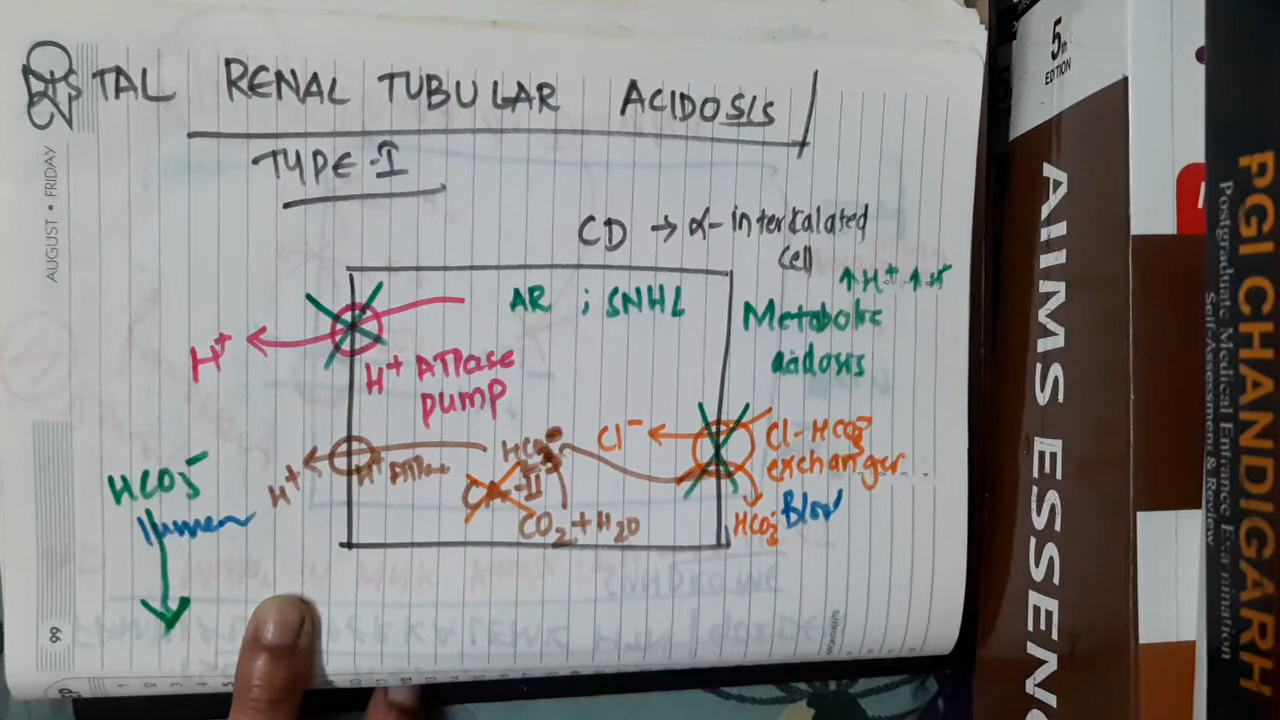 DISTAL RENAL TUBULAR ACIDOSIS
TYPE-I
CD → α-intercalated
cell
AR ; SNHL
↑H⁺
Metabolic
acidosis
H⁺
H⁺ ATPase
pump
Cl⁻
Cl-HCO₃⁻
exchanger
HCO₃⁻
H⁺
H⁺ ATPase
CA-II
CO₂ + H₂O
HCO₃⁻
Blood
HCO₃⁻
lumen
AUGUST • FRIDAY
99
APPOINTMENTS
5th
EDITION
AIIMS ESSEN
PGI CHANDIGARH
Postgraduate Medical Entrance Examination
Self-Assessment & Review